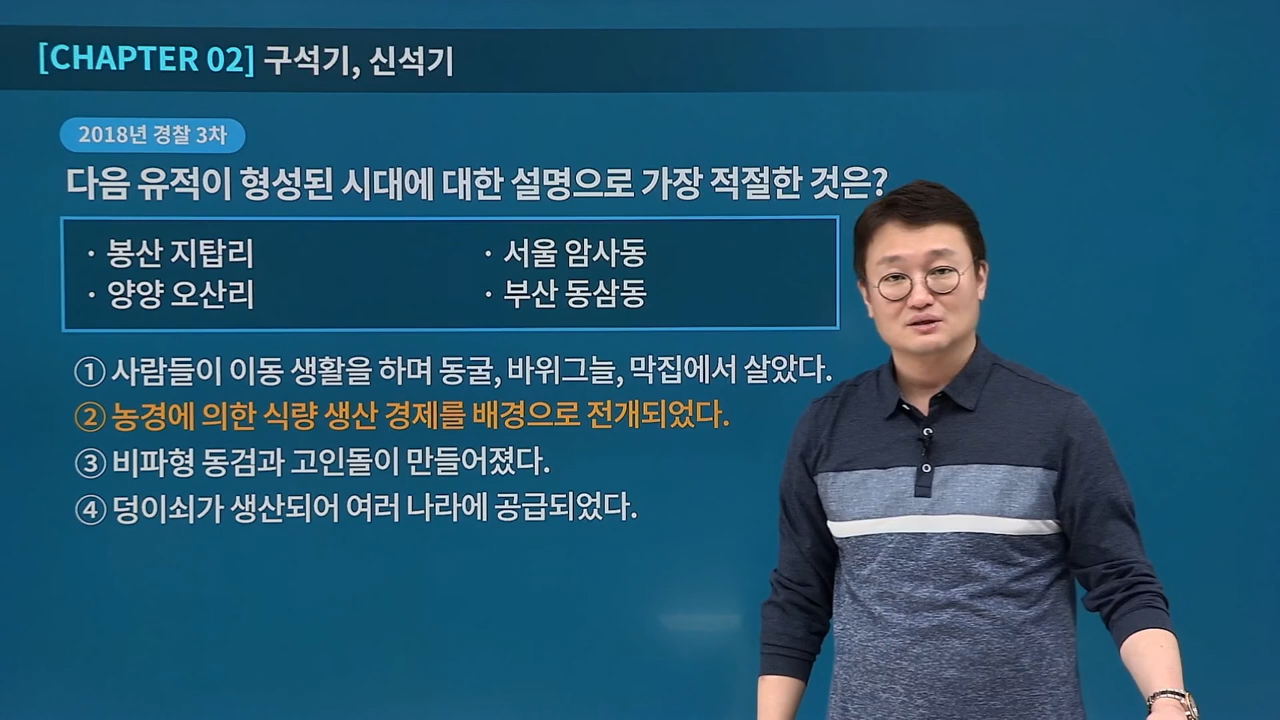 [CHAPTER 02] 구석기, 신석기
2018년 경찰 3차
다음 유적이 형성된 시대에 대한 설명으로 가장 적절한 것은?
· 봉산 지탑리 · 서울 암사동
· 양양 오산리 · 부산 동삼동
① 사람들이 이동 생활을 하며 동굴, 바위그늘, 막집에서 살았다.
② 농경에 의한 식량 생산 경제를 배경으로 전개되었다.
③ 비파형 동검과 고인돌이 만들어졌다.
④ 덩이쇠가 생산되어 여러 나라에 공급되었다.